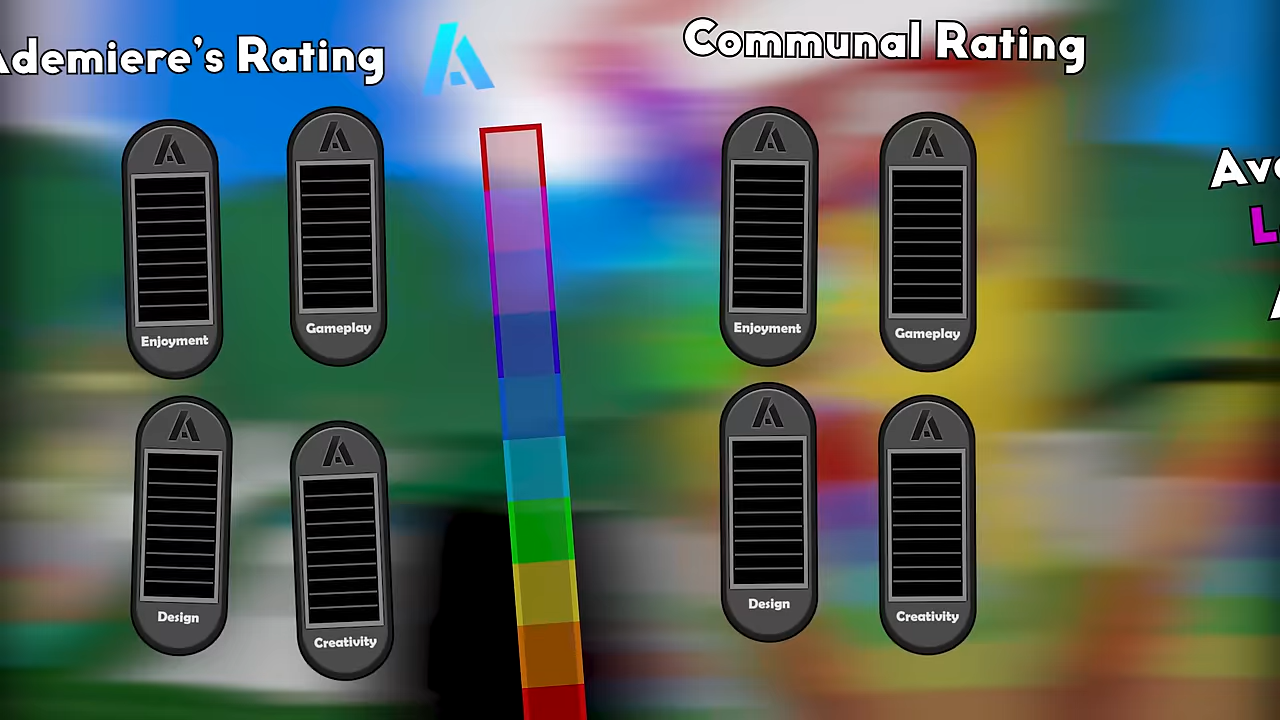 Ademiere's Rating
Enjoyment
Gameplay
Design
Creativity
Communal Rating
Enjoyment
Gameplay
Design
Creativity